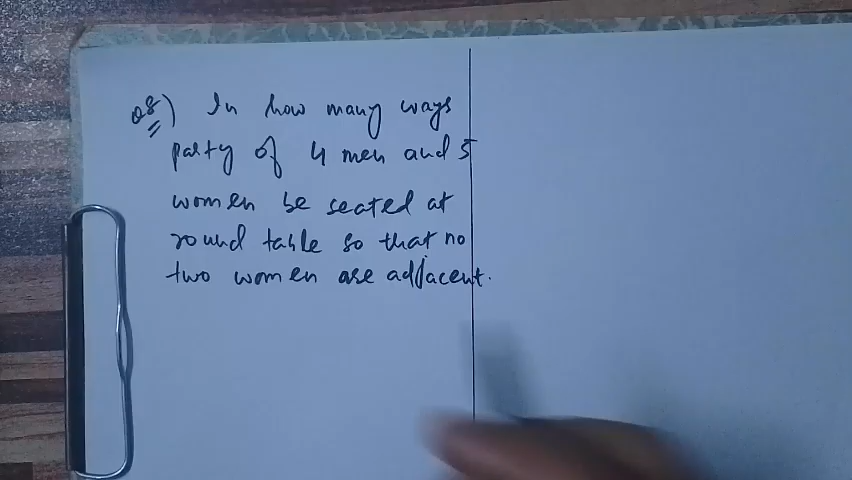 Q8) In how many ways
party of 4 men and 5
women be seated at
round table so that no
two women are adjacent.